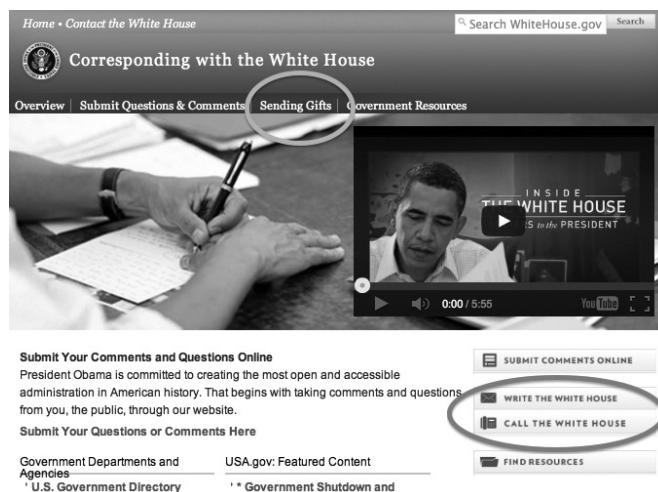 Home • Contact the White House
Search WhiteHouse.gov Search
Corresponding with the White House
Overview | Submit Questions & Comments | Sending Gifts | Government Resources
INSIDE
THE WHITE HOUSE
to the PRESIDENT
0:00 / 5:55 YouTube
Submit Your Comments and Questions Online
President Obama is committed to creating the most open and accessible
administration in American history. That begins with taking comments and questions
from you, the public, through our website.
Submit Your Questions or Comments Here
Government Departments and
Agencies
' U.S. Government Directory
USA.gov: Featured Content
' * Government Shutdown and
SUBMIT COMMENTS ONLINE
WRITE THE WHITE HOUSE
CALL THE WHITE HOUSE
FIND RESOURCES